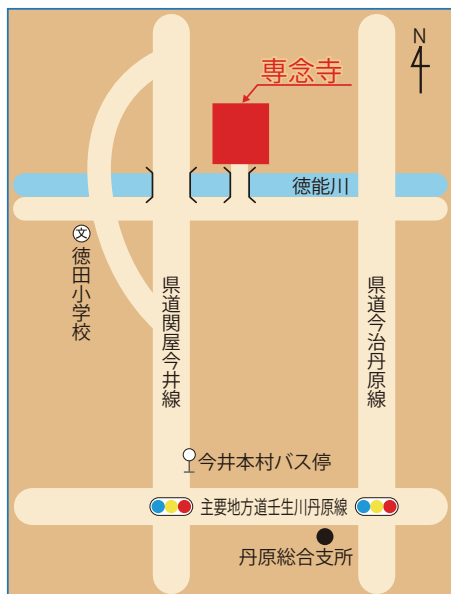 N
専念寺
徳能川
文
徳田小学校
県道関屋今井線
県道今治丹原線
今井本村バス停
主要地方道壬生川丹原線
丹原総合支所